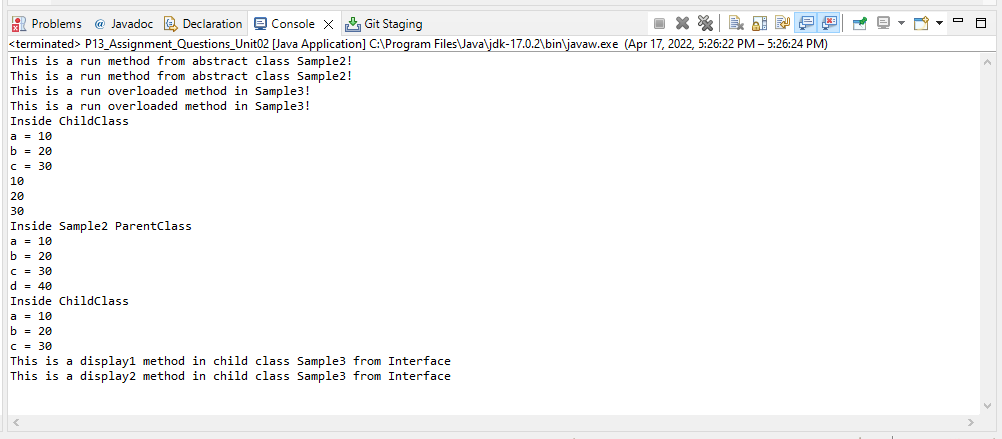 Problems @ Javadoc Declaration Console Git Staging
<terminated> P13_Assignment_Questions_Unit02 [Java Application] C:\Program Files\Java\jdk-17.0.2\bin\javaw.exe (Apr 17, 2022, 5:26:22 PM – 5:26:24 PM)
This is a run method from abstract class Sample2!
This is a run method from abstract class Sample2!
This is a run overloaded method in Sample3!
This is a run overloaded method in Sample3!
Inside ChildClass
a = 10
b = 20
c = 30
10
20
30
Inside Sample2 ParentClass
a = 10
b = 20
c = 30
d = 40
Inside ChildClass
a = 10
b = 20
c = 30
This is a display1 method in child class Sample3 from Interface
This is a display2 method in child class Sample3 from Interface